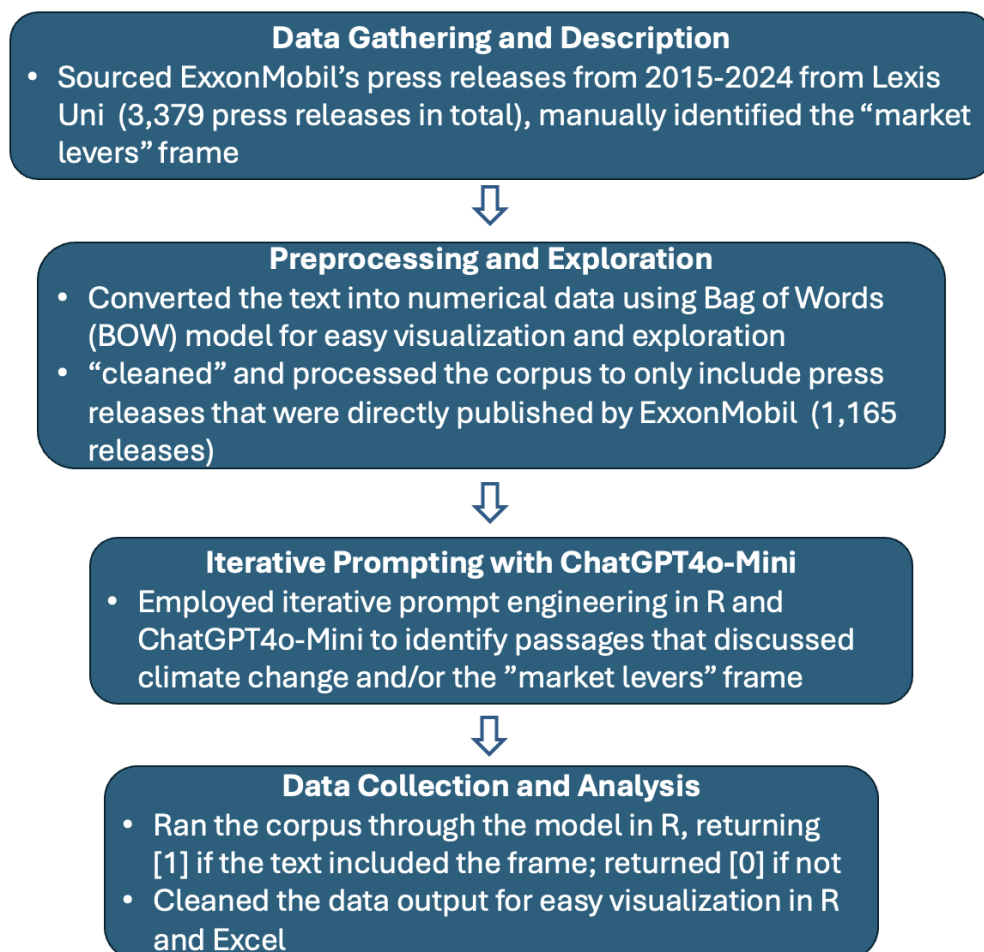 Data Gathering and Description
• Sourced ExxonMobil's press releases from 2015-2024 from Lexis
Uni (3,379 press releases in total), manually identified the “market
levers” frame
Preprocessing and Exploration
• Converted the text into numerical data using Bag of Words
(BOW) model for easy visualization and exploration
• “cleaned” and processed the corpus to only include press
releases that were directly published by ExxonMobil (1,165
releases)
Iterative Prompting with ChatGPT4o-Mini
• Employed iterative prompt engineering in R and
ChatGPT4o-Mini to identify passages that discussed
climate change and/or the ”market levers” frame
Data Collection and Analysis
• Ran the corpus through the model in R, returning
[1] if the text included the frame; returned [0] if not
• Cleaned the data output for easy visualization in R
and Excel